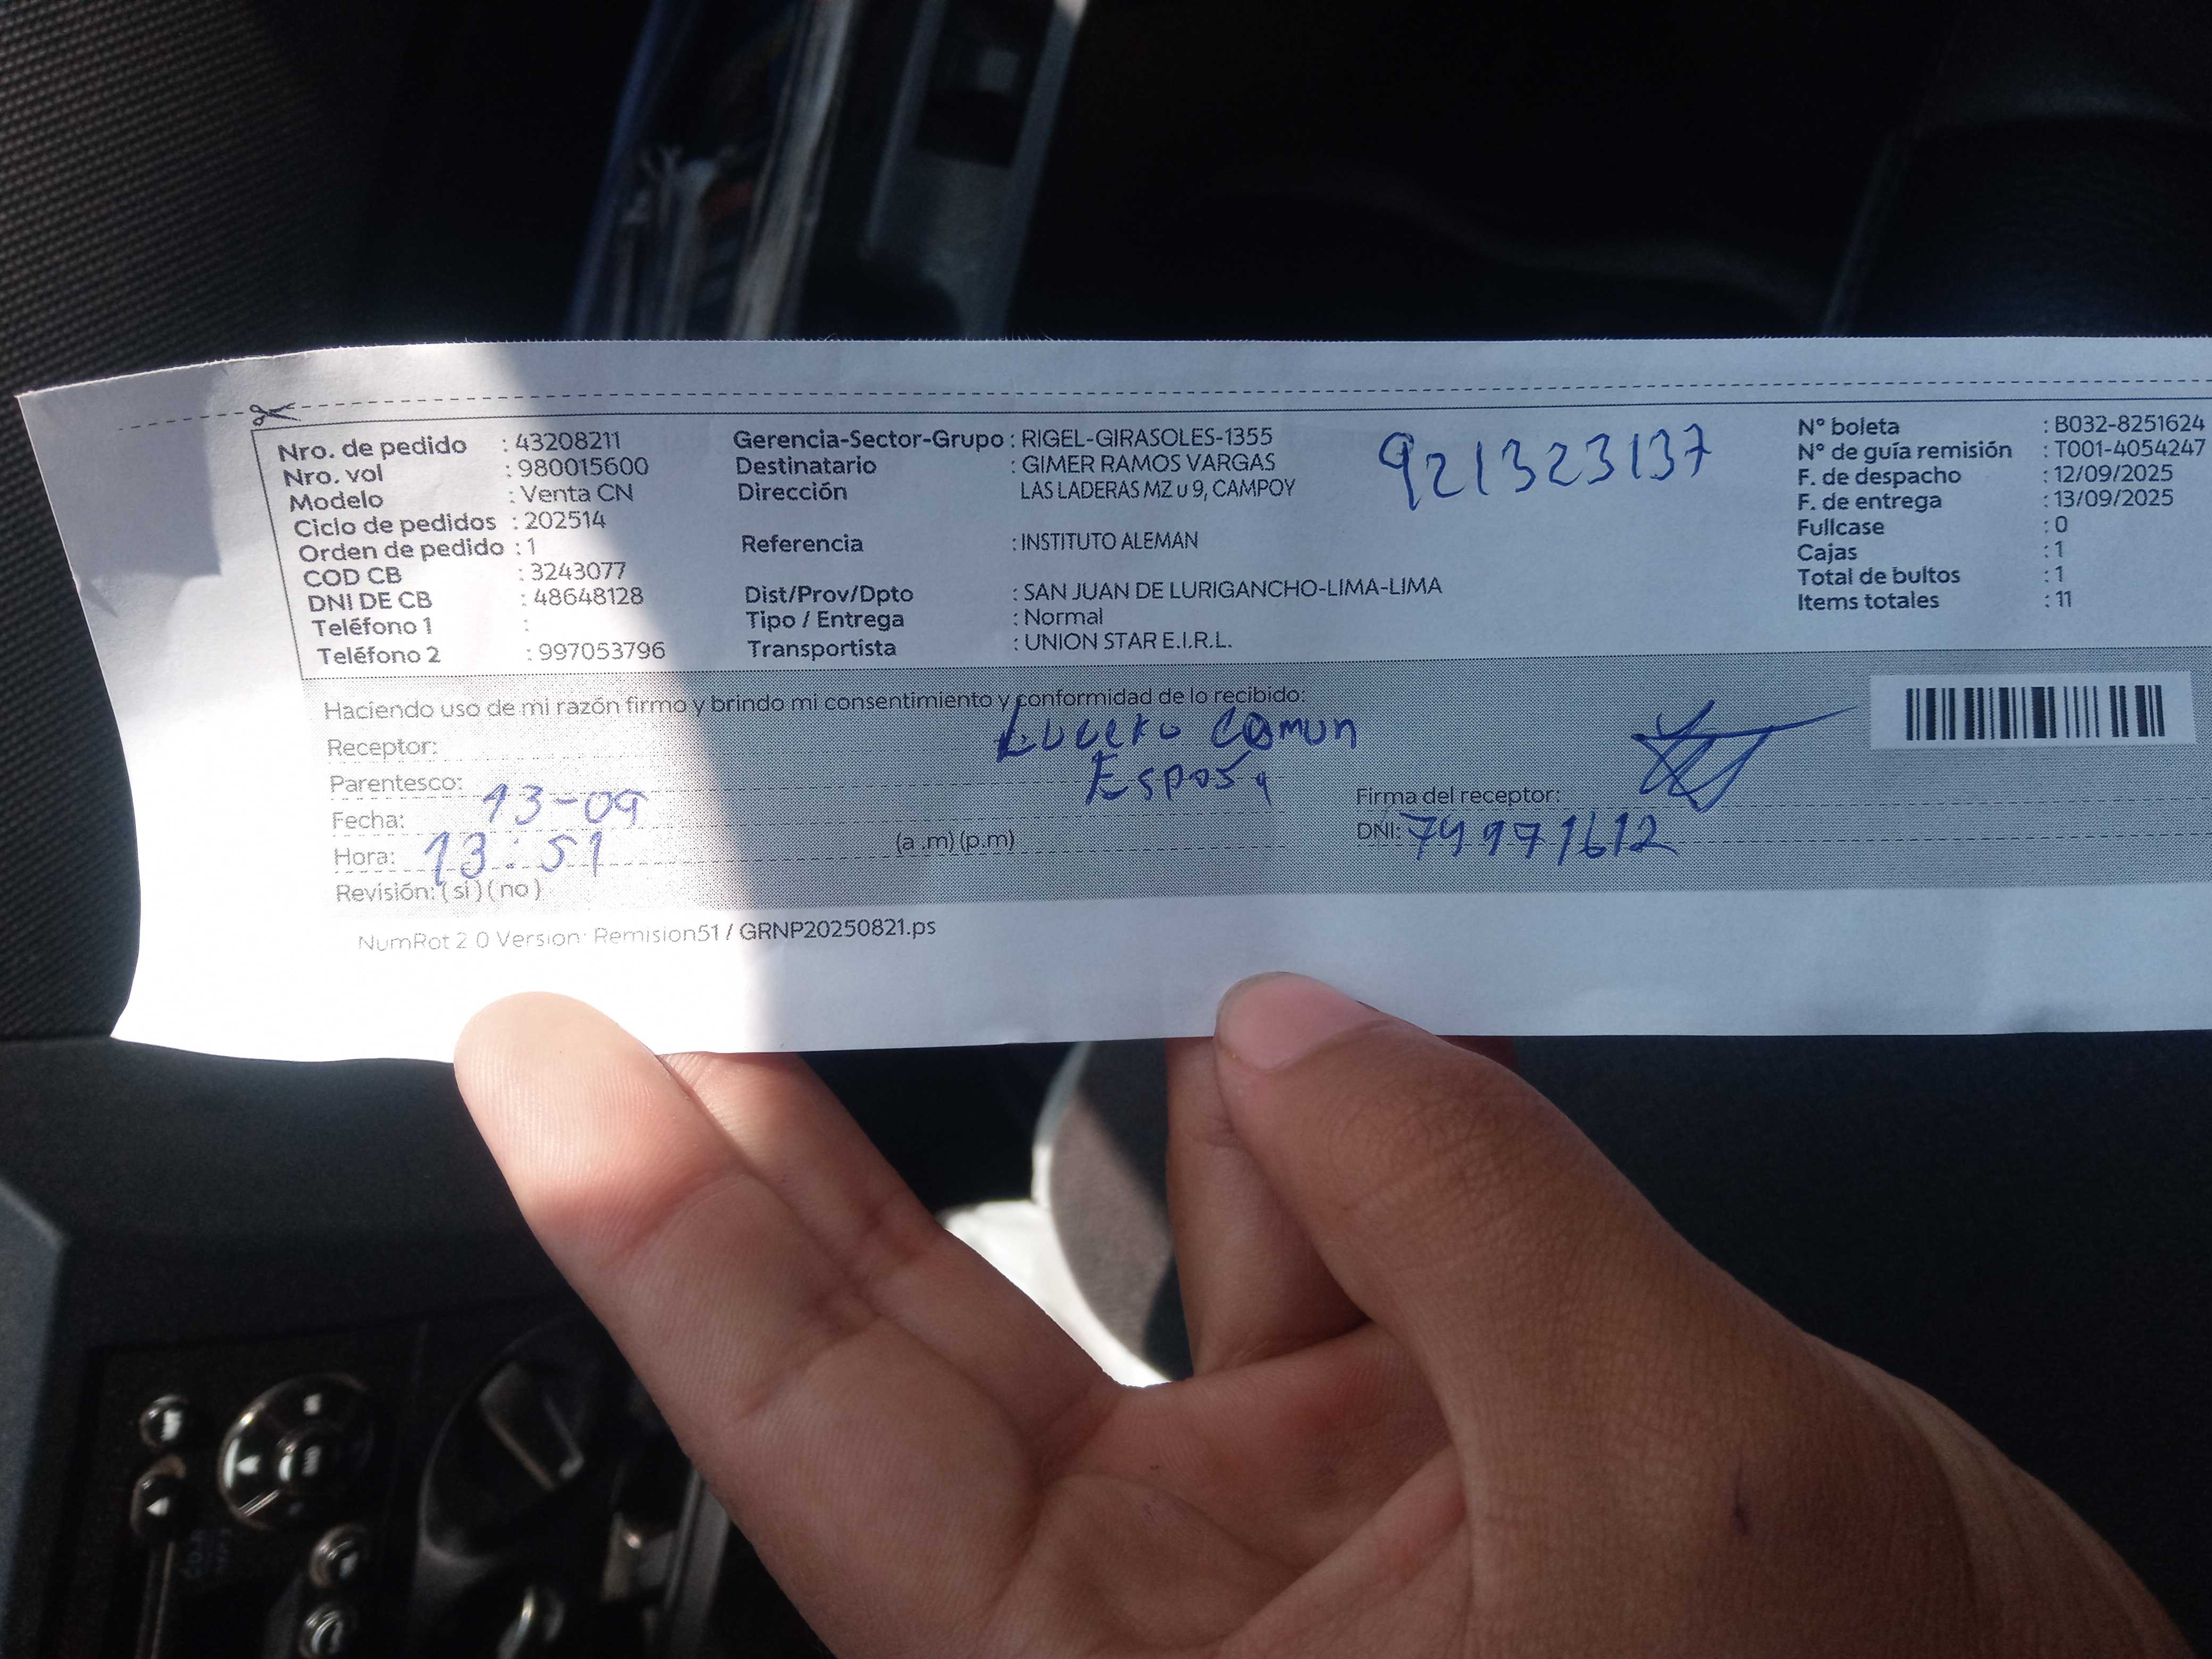 Nro. de pedido : 43208211
Nro. vol : 980015600
Modelo : Venta CN
Ciclo de pedidos : 202514
Orden de pedido : 1
COD CB : 3243077
DNI DE CB : 48648128
Teléfono 1 :
Teléfono 2 : 997053796
Gerencia-Sector-Grupo : RIGEL-GIRASOLES-1355
Destinatario : GIMER RAMOS VARGAS
Dirección LAS LADERAS MZ u 9, CAMPOY
Referencia : INSTITUTO ALEMAN
Dist/Prov/Dpto : SAN JUAN DE LURIGANCHO-LIMA-LIMA
Tipo / Entrega : Normal
Transportista : UNION STAR E.I.R.L.
921323137
N° boleta : B032-8251624
N° de guía remisión : T001-4054247
F. de despacho : 12/09/2025
F. de entrega : 13/09/2025
Fullcase : 0
Cajas : 1
Total de bultos : 1
Items totales : 11
Haciendo uso de mi razón firmo y brindo mi consentimiento y conformidad de lo recibido:
Receptor: Lucero Comun
Parentesco: Esposa
Fecha: 13-09
Hora: 13:51 (a .m) (p.m)
Revisión: ( si ) ( no )
Firma del receptor:
DNI: 74971612
NumRot 2.0 Version: Remision51 / GRNP20250821.ps